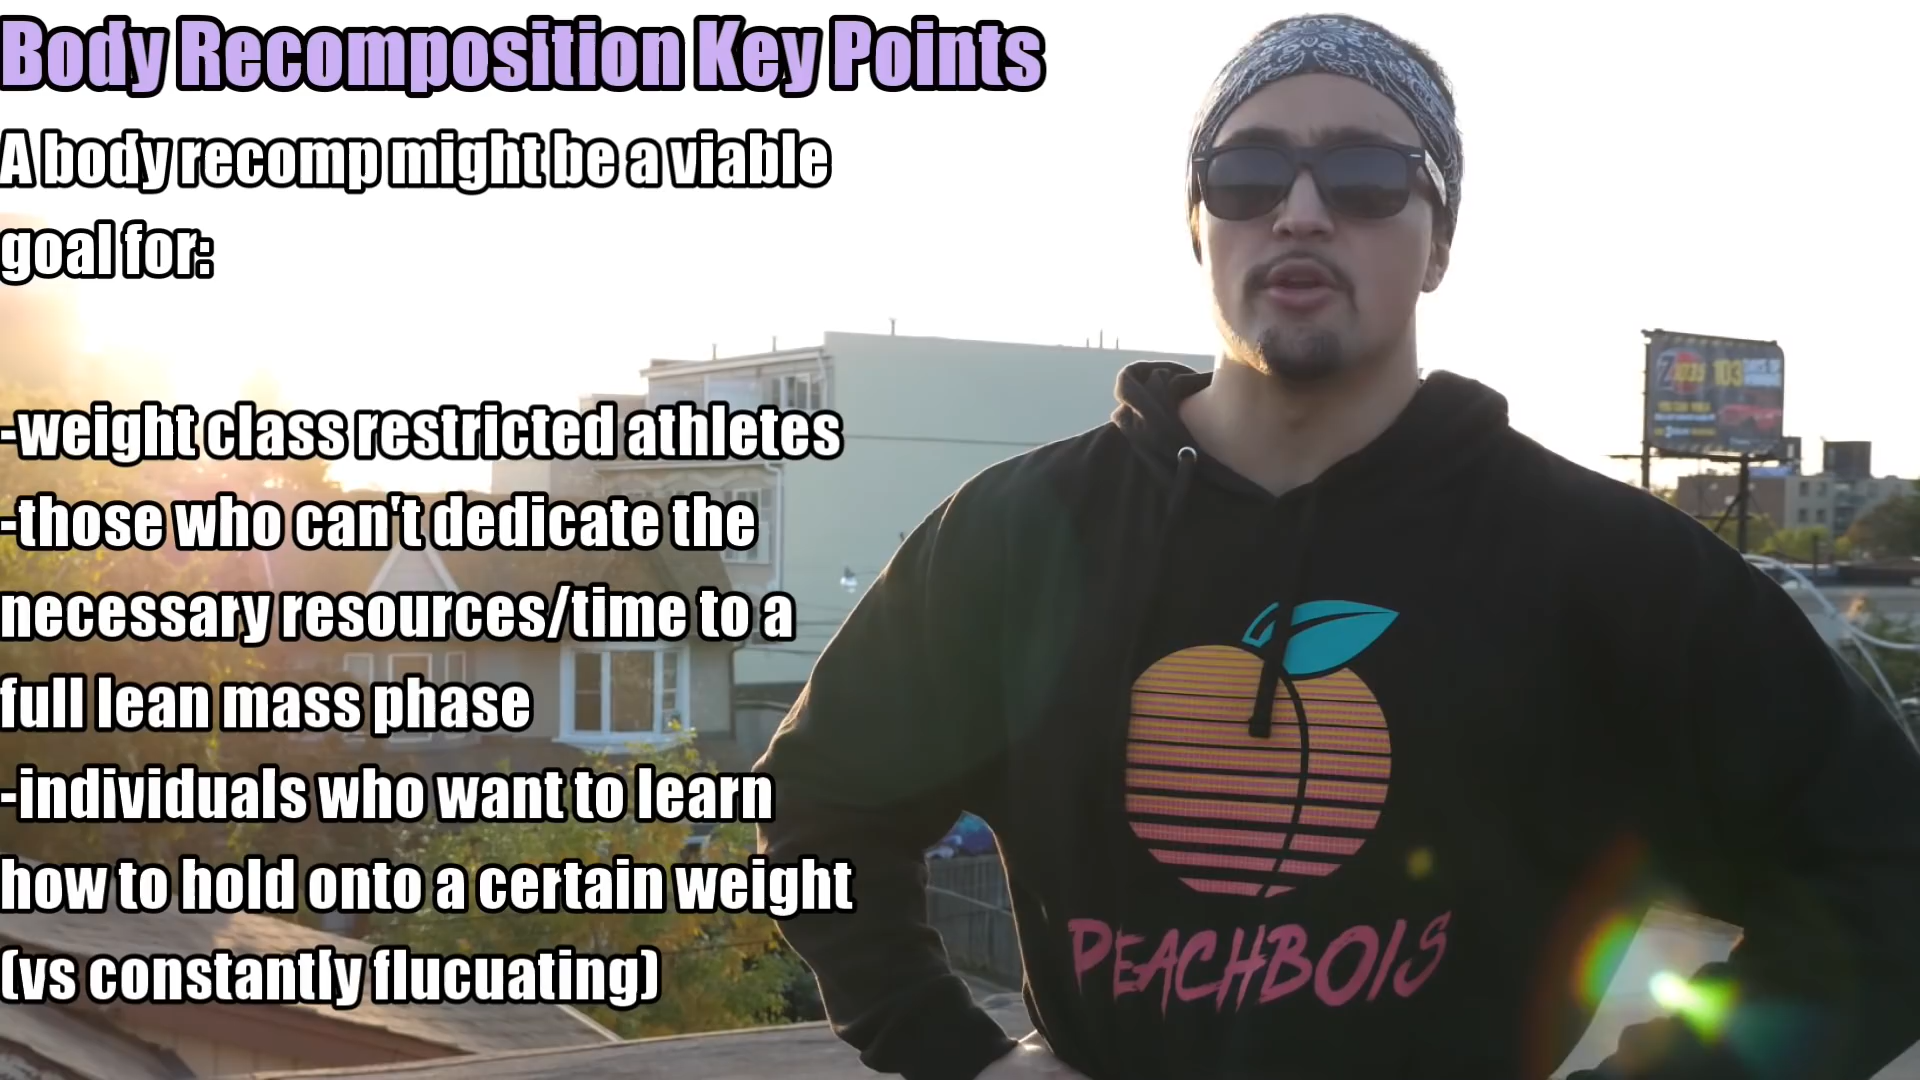 Body Recomposition Key Points
A body recomp might be a viable
goal for:
-weight class restricted athletes
-those who can't dedicate the
necessary resources/time to a
full lean mass phase
-individuals who want to learn
how to hold onto a certain weight
(vs constantly flucuating)
103
PEACHBOIS